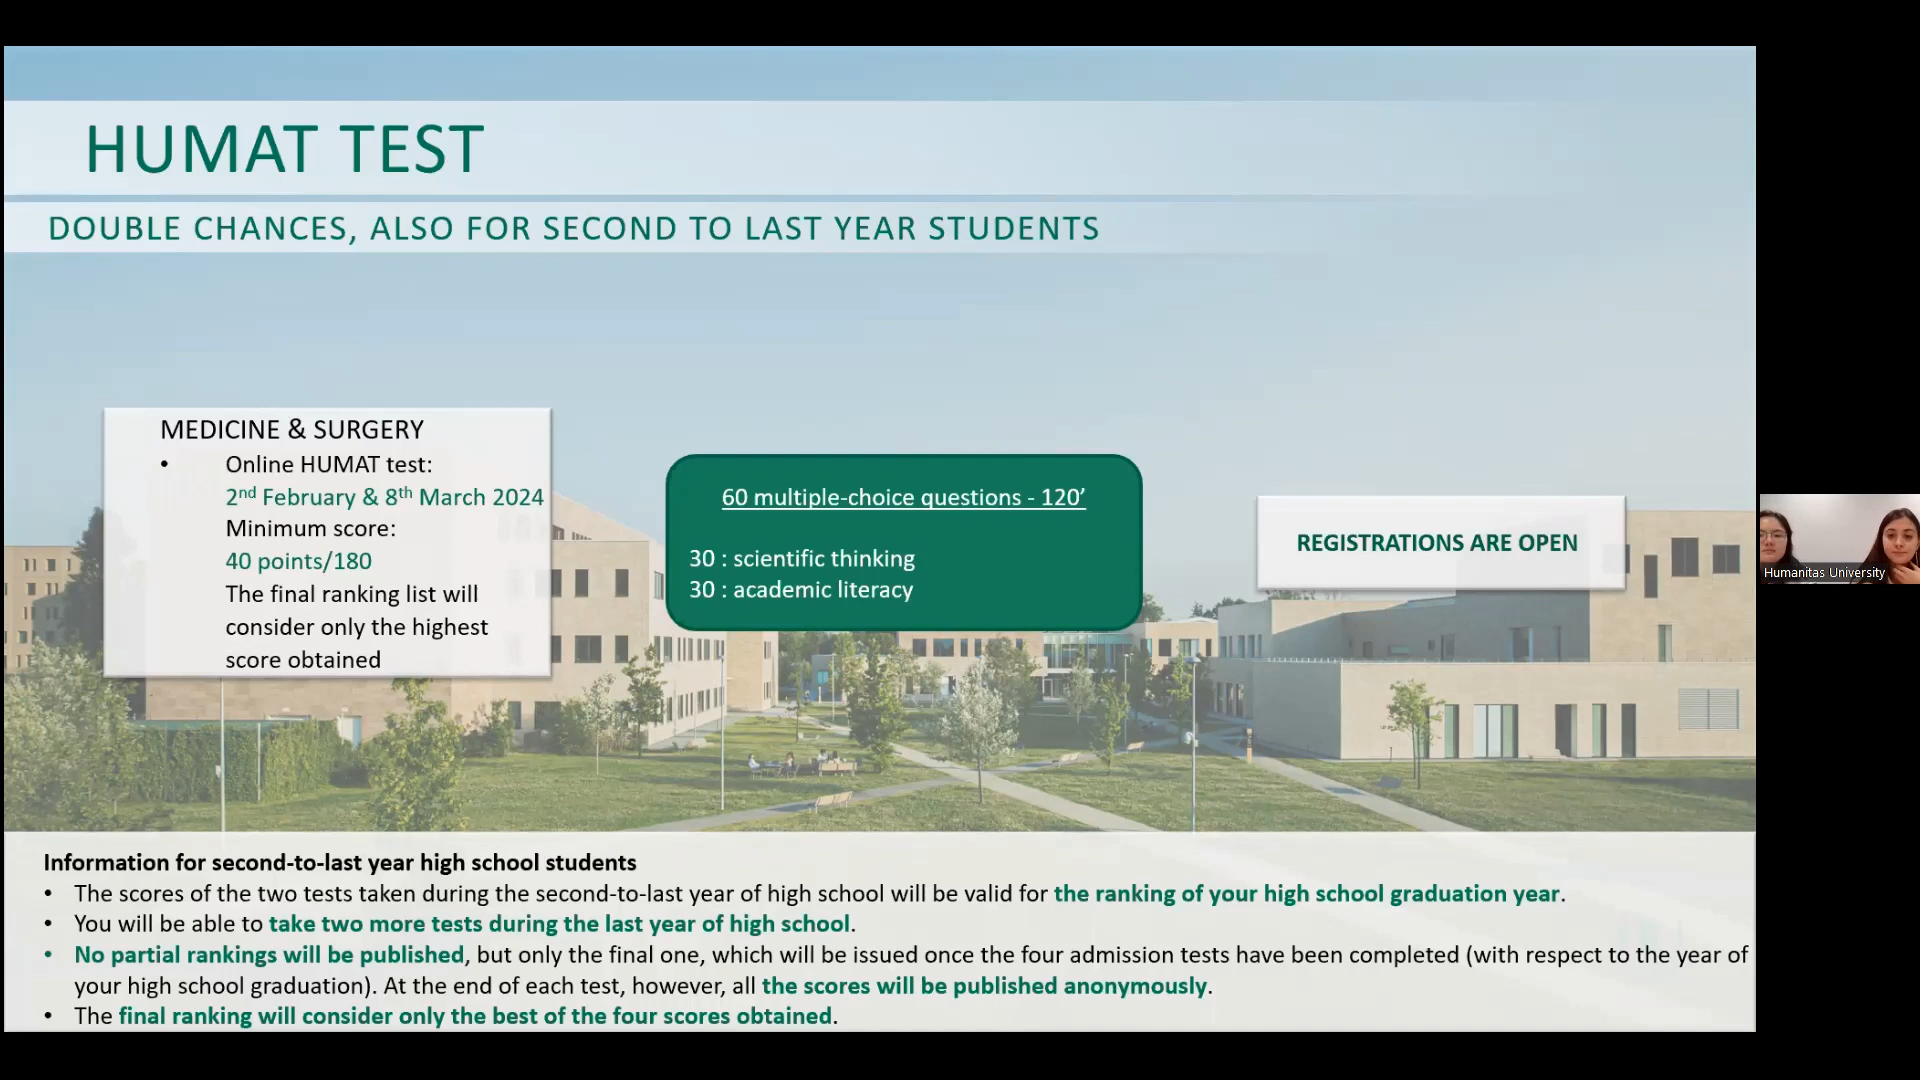 HUMAT TEST
DOUBLE CHANCES, ALSO FOR SECOND TO LAST YEAR STUDENTS
MEDICINE & SURGERY
• Online HUMAT test:
2nd February & 8th March 2024
Minimum score:
40 points/180
The final ranking list will
consider only the highest
score obtained
60 multiple-choice questions - 120’
30 : scientific thinking
30 : academic literacy
REGISTRATIONS ARE OPEN
Humanitas University
Information for second-to-last year high school students
• The scores of the two tests taken during the second-to-last year of high school will be valid for the ranking of your high school graduation year.
• You will be able to take two more tests during the last year of high school.
• No partial rankings will be published, but only the final one, which will be issued once the four admission tests have been completed (with respect to the year of
your high school graduation). At the end of each test, however, all the scores will be published anonymously.
• The final ranking will consider only the best of the four scores obtained.